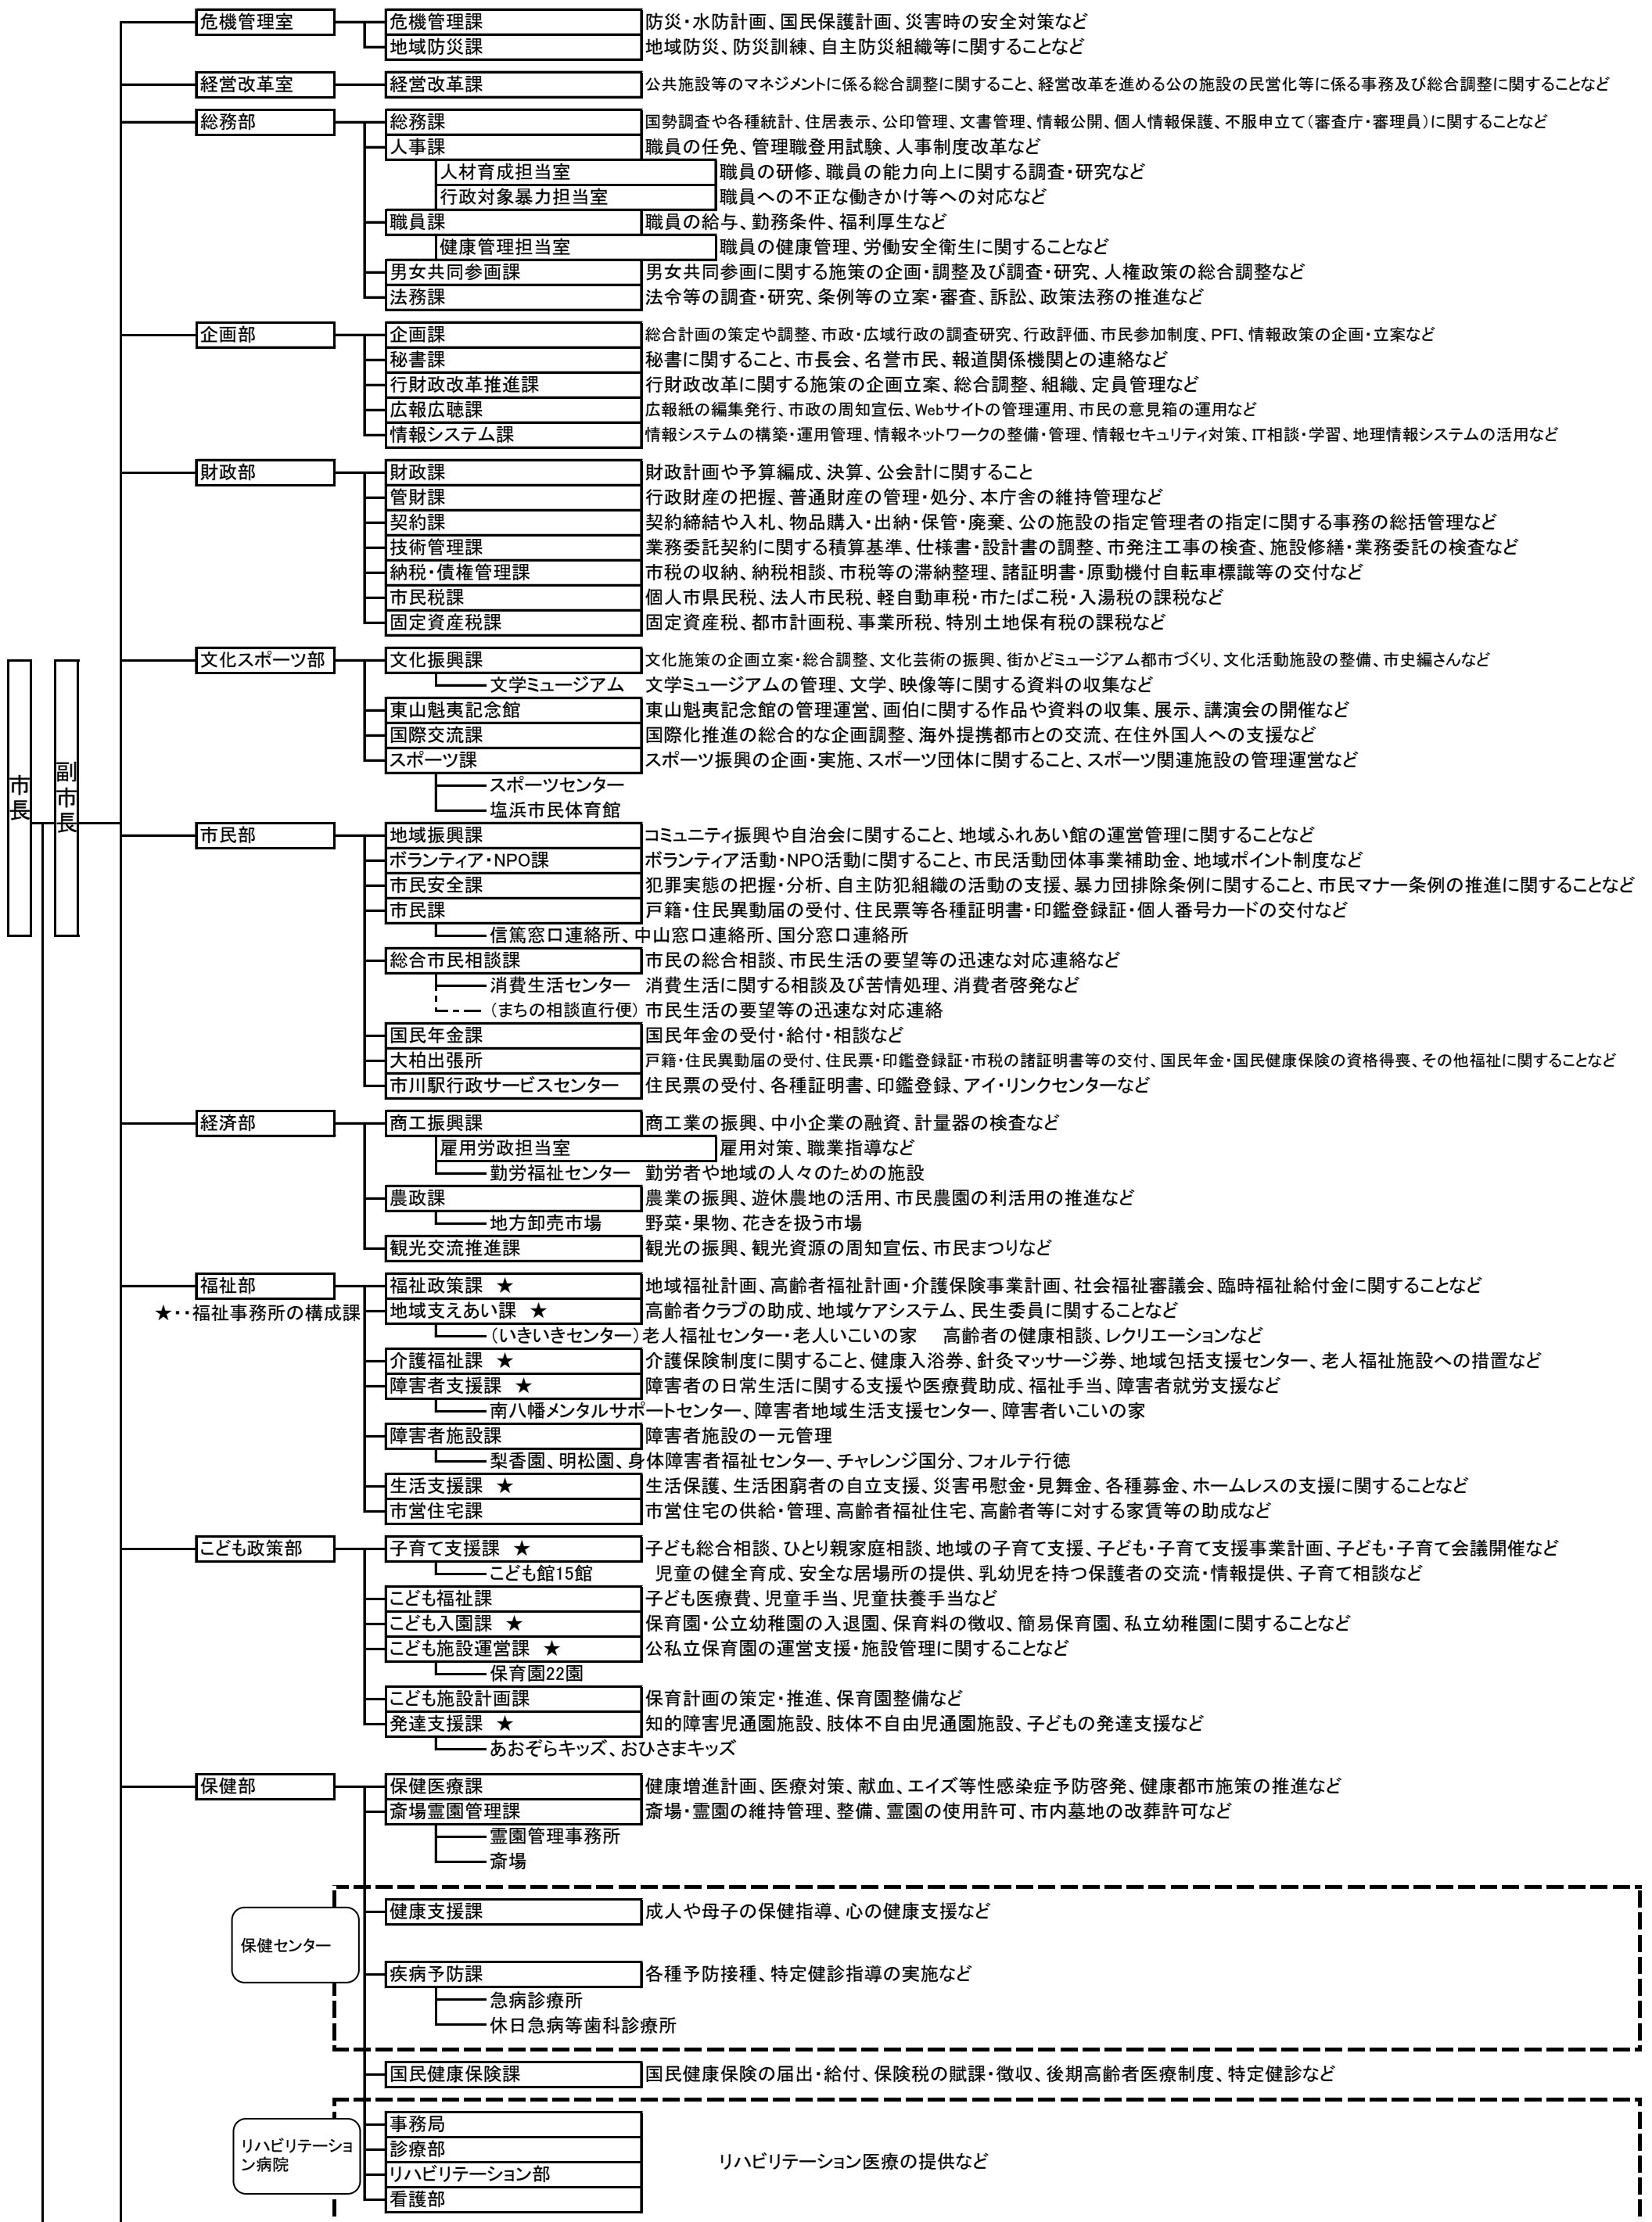 危機管理室 危機管理課 防災・水防計画、国民保護計画、災害時の安全対策など
地域防災課 地域防災、防災訓練、自主防災組織等に関することなど
経営改革室 経営改革課 公共施設等のマネジメントに係る総合調整に関すること、経営改革を進める公の施設の民営化等に係る事務及び総合調整に関することなど
総務部 総務課 国勢調査や各種統計、住居表示、公印管理、文書管理、情報公開、個人情報保護、不服申立て(審査庁・審理員)に関することなど
人事課 職員の任免、管理職登用試験、人事制度改革など
人材育成担当室 職員の研修、職員の能力向上に関する調査・研究など
行政対象暴力担当室 職員への不正な働きかけ等への対応など
職員課 職員の給与、勤務条件、福利厚生など
健康管理担当室 職員の健康管理、労働安全衛生に関することなど
男女共同参画課 男女共同参画に関する施策の企画・調整及び調査・研究、人権政策の総合調整など
法務課 法令等の調査・研究、条例等の立案・審査、訴訟、政策法務の推進など
企画部 企画課 総合計画の策定や調整、市政・広域行政の調査研究、行政評価、市民参加制度、PFI、情報政策の企画・立案など
秘書課 秘書に関すること、市長会、名誉市民、報道関係機関との連絡など
行財政改革推進課 行財政改革に関する施策の企画立案、総合調整、組織、定員管理など
広報広聴課 広報紙の編集発行、市政の周知宣伝、Webサイトの管理運用、市民の意見箱の運用など
情報システム課 情報システムの構築・運用管理、情報ネットワークの整備・管理、情報セキュリティ対策、IT相談・学習、地理情報システムの活用など
財政部 財政課 財政計画や予算編成、決算、公会計に関すること
管財課 行政財産の把握、普通財産の管理・処分、本庁舎の維持管理など
契約課 契約締結や入札、物品購入・出納・保管・廃棄、公の施設の指定管理者の指定に関する事務の総括管理など
技術管理課 業務委託契約に関する積算基準、仕様書・設計書の調整、市発注工事の検査、施設修繕・業務委託の検査など
納税・債権管理課 市税の収納、納税相談、市税等の滞納整理、諸証明書・原動機付自転車標識等の交付など
市民税課 個人市県民税、法人市民税、軽自動車税・市たばこ税・入湯税の課税など
固定資産税課 固定資産税、都市計画税、事業所税、特別土地保有税の課税など
文化スポーツ部 文化振興課 文化施策の企画立案・総合調整、文化芸術の振興、街かどミュージアム都市づくり、文化活動施設の整備、市史編さんなど
文学ミュージアム 文学ミュージアムの管理、文学、映像等に関する資料の収集など
東山魁夷記念館 東山魁夷記念館の管理運営、画伯に関する作品や資料の収集、展示、講演会の開催など
国際交流課 国際化推進の総合的な企画調整、海外提携都市との交流、在住外国人への支援など
スポーツ課 スポーツ振興の企画・実施、スポーツ団体に関すること、スポーツ関連施設の管理運営など
スポーツセンター
塩浜市民体育館
市長
副市長
市民部 地域振興課 コミュニティ振興や自治会に関すること、地域ふれあい館の運営管理に関することなど
ボランティア・NPO課 ボランティア活動・NPO活動に関すること、市民活動団体事業補助金、地域ポイント制度など
市民安全課 犯罪実態の把握・分析、自主防犯組織の活動の支援、暴力団排除条例に関すること、市民マナー条例の推進に関することなど
市民課 戸籍・住民異動届の受付、住民票等各種証明書・印鑑登録証・個人番号カードの交付など
信篤窓口連絡所、中山窓口連絡所、国分窓口連絡所
総合市民相談課 市民の総合相談、市民生活の要望等の迅速な対応連絡など
消費生活センター 消費生活に関する相談及び苦情処理、消費者啓発など
(まちの相談直行便) 市民生活の要望等の迅速な対応連絡
国民年金課 国民年金の受付・給付・相談など
大柏出張所 戸籍・住民異動届の受付、住民票・印鑑登録証・市税の諸証明書等の交付、国民年金・国民健康保険の資格得喪、その他福祉に関することなど
市川駅行政サービスセンター 住民票の受付、各種証明書、印鑑登録、アイ・リンクセンターなど
経済部 商工振興課 商工業の振興、中小企業の融資、計量器の検査など
雇用労政担当室 雇用対策、職業指導など
勤労福祉センター 勤労者や地域の人々のための施設
農政課 農業の振興、遊休農地の活用、市民農園の利活用の推進など
地方卸売市場 野菜・果物、花きを扱う市場
観光交流推進課 観光の振興、観光資源の周知宣伝、市民まつりなど
福祉部 福祉政策課 ★ 地域福祉計画、高齢者福祉計画・介護保険事業計画、社会福祉審議会、臨時福祉給付金に関することなど
★・・福祉事務所の構成課 地域支えあい課 ★ 高齢者クラブの助成、地域ケアシステム、民生委員に関することなど
(いきいきセンター)老人福祉センター・老人いこいの家 高齢者の健康相談、レクリエーションなど
介護福祉課 ★ 介護保険制度に関すること、健康入浴券、針灸マッサージ券、地域包括支援センター、老人福祉施設への措置など
障害者支援課 ★ 障害者の日常生活に関する支援や医療費助成、福祉手当、障害者就労支援など
南八幡メンタルサポートセンター、障害者地域生活支援センター、障害者いこいの家
障害者施設課 障害者施設の一元管理
梨香園、明松園、身体障害者福祉センター、チャレンジ国分、フォルテ行徳
生活支援課 ★ 生活保護、生活困窮者の自立支援、災害弔慰金・見舞金、各種募金、ホームレスの支援に関することなど
市営住宅課 市営住宅の供給・管理、高齢者福祉住宅、高齢者等に対する家賃等の助成など
こども政策部 子育て支援課 ★ 子ども総合相談、ひとり親家庭相談、地域の子育て支援、子ども・子育て支援事業計画、子ども・子育て会議開催など
こども館15館 児童の健全育成、安全な居場所の提供、乳幼児を持つ保護者の交流・情報提供、子育て相談など
こども福祉課 子ども医療費、児童手当、児童扶養手当など
こども入園課 ★ 保育園・公立幼稚園の入退園、保育料の徴収、簡易保育園、私立幼稚園に関することなど
こども施設運営課 ★ 公私立保育園の運営支援・施設管理に関することなど
保育園22園
こども施設計画課 保育計画の策定・推進、保育園整備など
発達支援課 ★ 知的障害児通園施設、肢体不自由児通園施設、子どもの発達支援など
あおぞらキッズ、おひさまキッズ
保健部 保健医療課 健康増進計画、医療対策、献血、エイズ等性感染症予防啓発、健康都市施策の推進など
斎場霊園管理課 斎場・霊園の維持管理、整備、霊園の使用許可、市内墓地の改葬許可など
霊園管理事務所
斎場
健康支援課 成人や母子の保健指導、心の健康支援など
保健センター
疾病予防課 各種予防接種、特定健診指導の実施など
急病診療所
休日急病等歯科診療所
国民健康保険課 国民健康保険の届出・給付、保険税の賦課・徴収、後期高齢者医療制度、特定健診など
事務局
リハビリテーショ
ン病院
診療部
リハビリテーション医療の提供など
リハビリテーション部
看護部